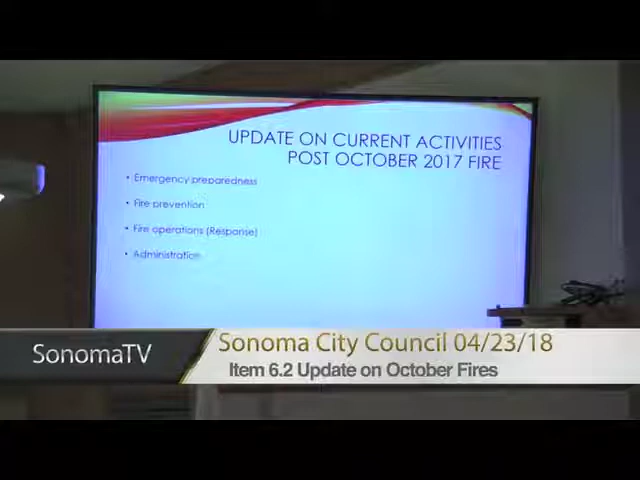 UPDATE ON CURRENT ACTIVITIES
POST OCTOBER 2017 FIRE
• Emergency preparedness
• Fire prevention
• Fire operations (Response)
• Administration
SonomaTV
Sonoma City Council 04/23/18
Item 6.2 Update on October Fires